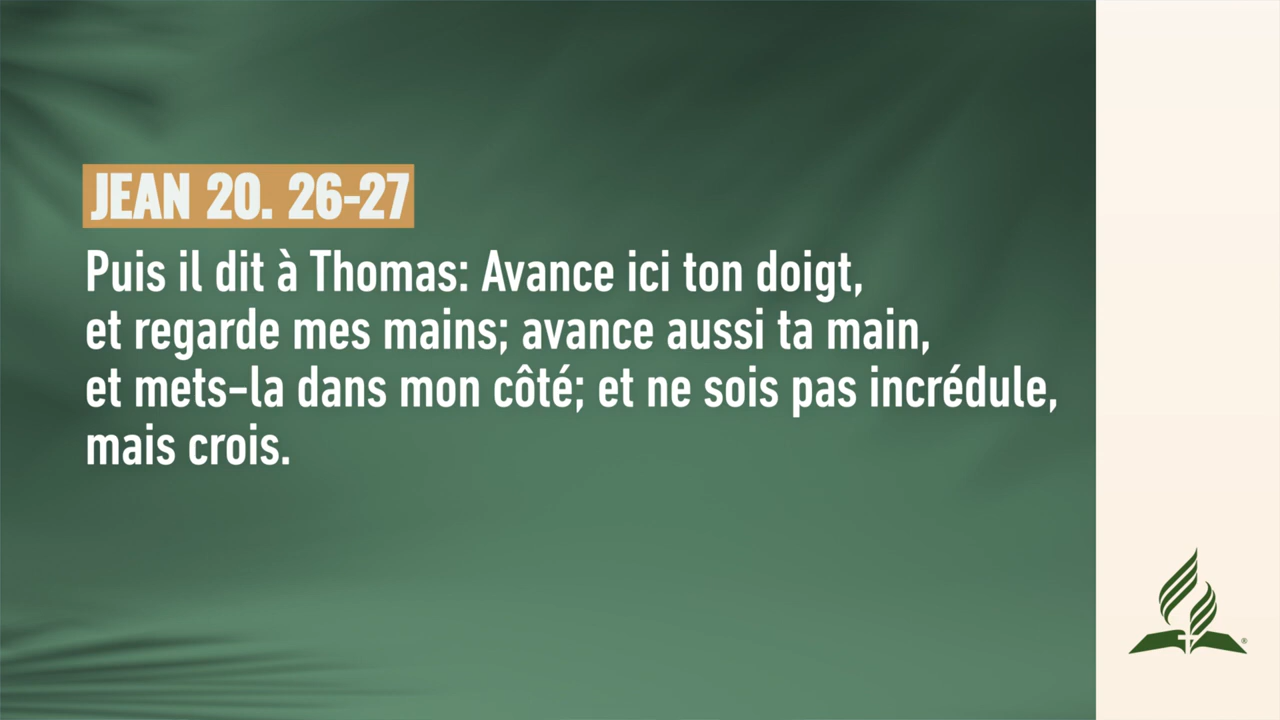 JEAN 20. 26-27
Puis il dit à Thomas: Avance ici ton doigt,
et regarde mes mains; avance aussi ta main,
et mets-la dans mon côté; et ne sois pas incrédule,
mais crois.
®